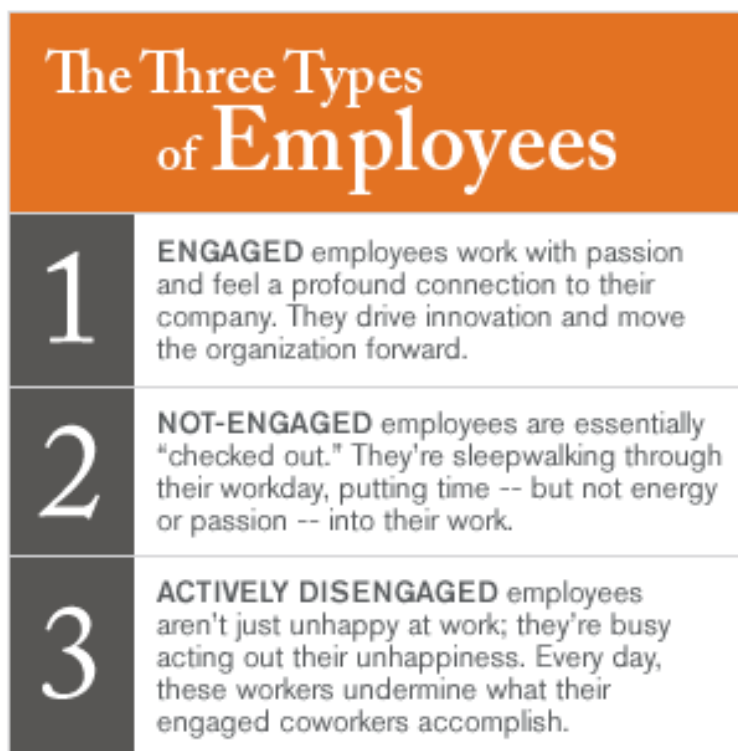 The Three Types
of Employees
1
ENGAGED employees work with passion
and feel a profound connection to their
company. They drive innovation and move
the organization forward.
2
NOT-ENGAGED employees are essentially
“checked out.” They’re sleepwalking through
their workday, putting time -- but not energy
or passion -- into their work.
3
ACTIVELY DISENGAGED employees
aren’t just unhappy at work; they’re busy
acting out their unhappiness. Every day,
these workers undermine what their
engaged coworkers accomplish.